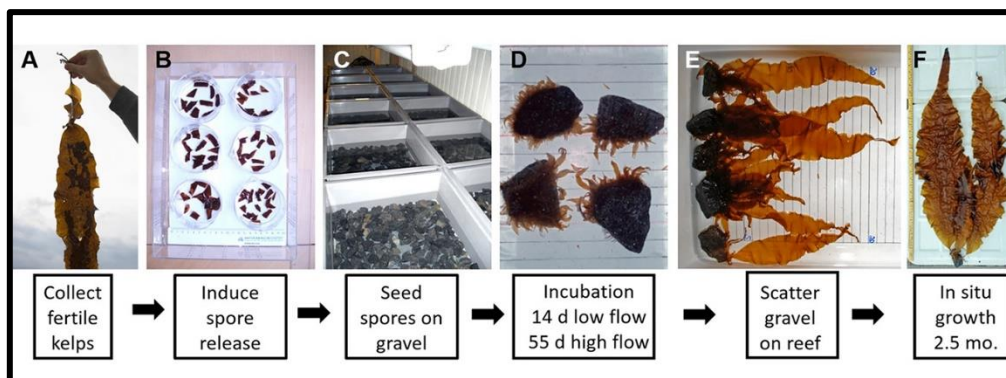 A
B
C
D
E
F
Collect
fertile
kelps
Induce
spore
release
Seed
spores on
gravel
Incubation
14 d low flow
55 d high flow
Scatter
gravel
on reef
In situ
growth
2.5 mo.